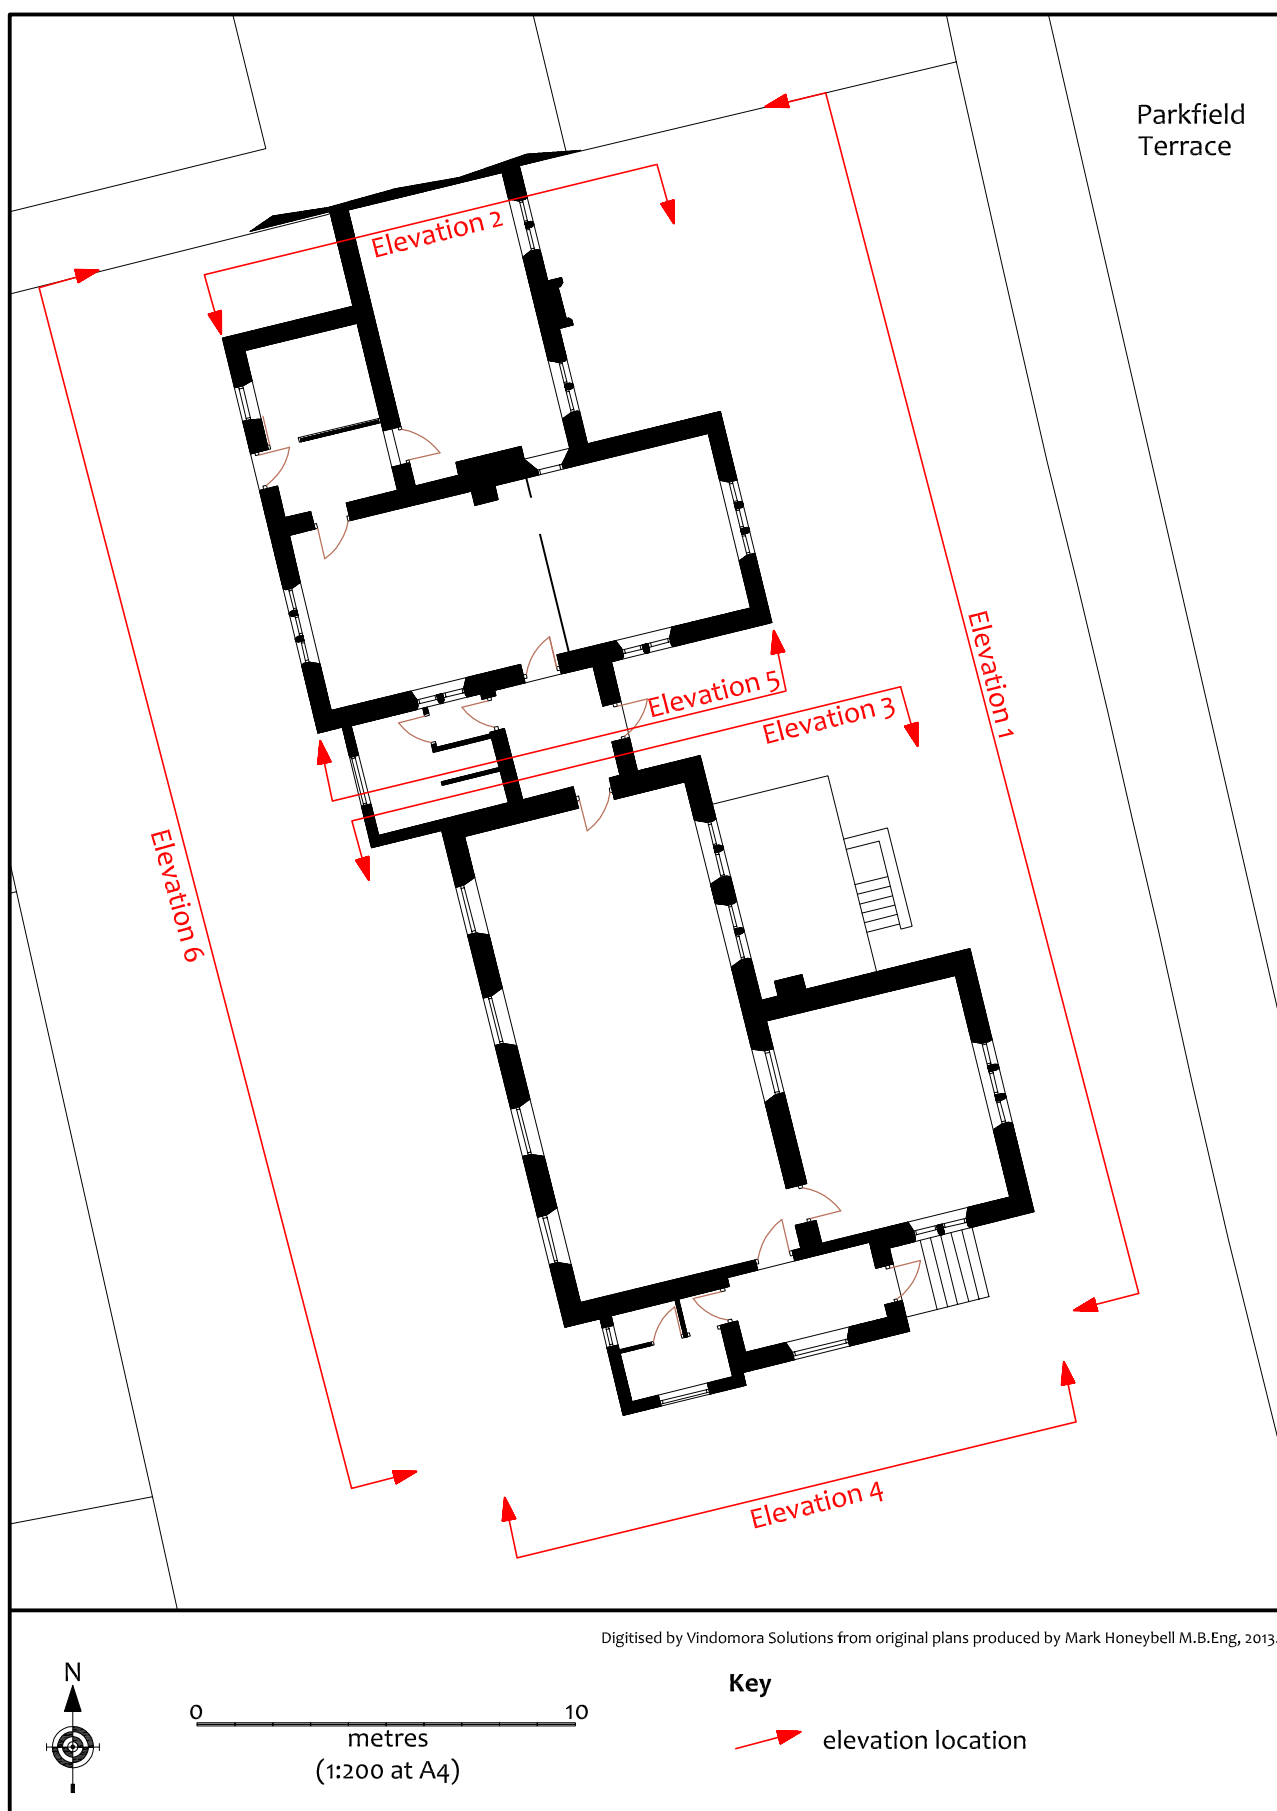 Parkfield
Terrace
Elevation 2
Elevation 1
Elevation 5
Elevation 3
Elevation 6
Elevation 4
Digitised by Vindomora Solutions from original plans produced by Mark Honeybell M.B.Eng, 2013.
Key
N
0 10
metres
(1:200 at A4)
elevation location